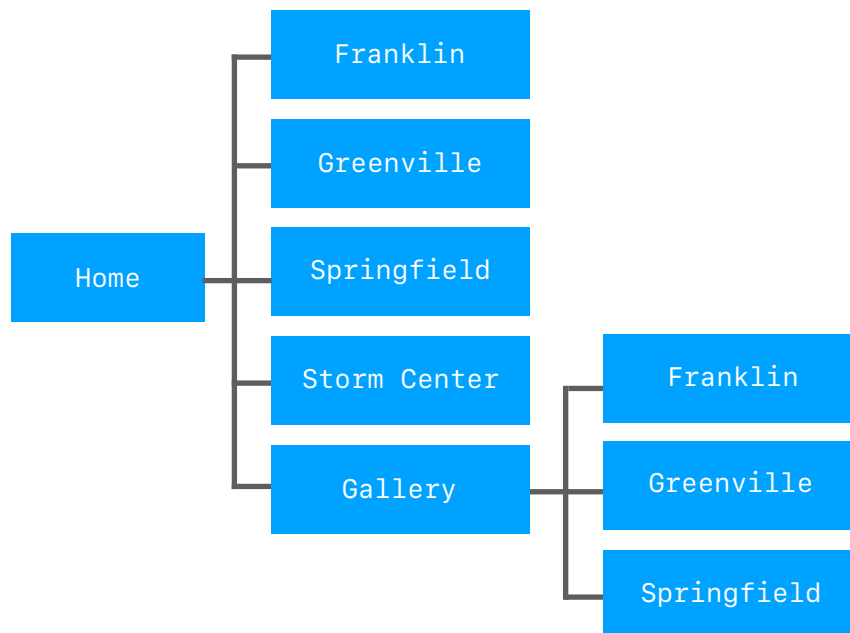 Home
Franklin
Greenville
Springfield
Storm Center
Gallery
Franklin
Greenville
Springfield